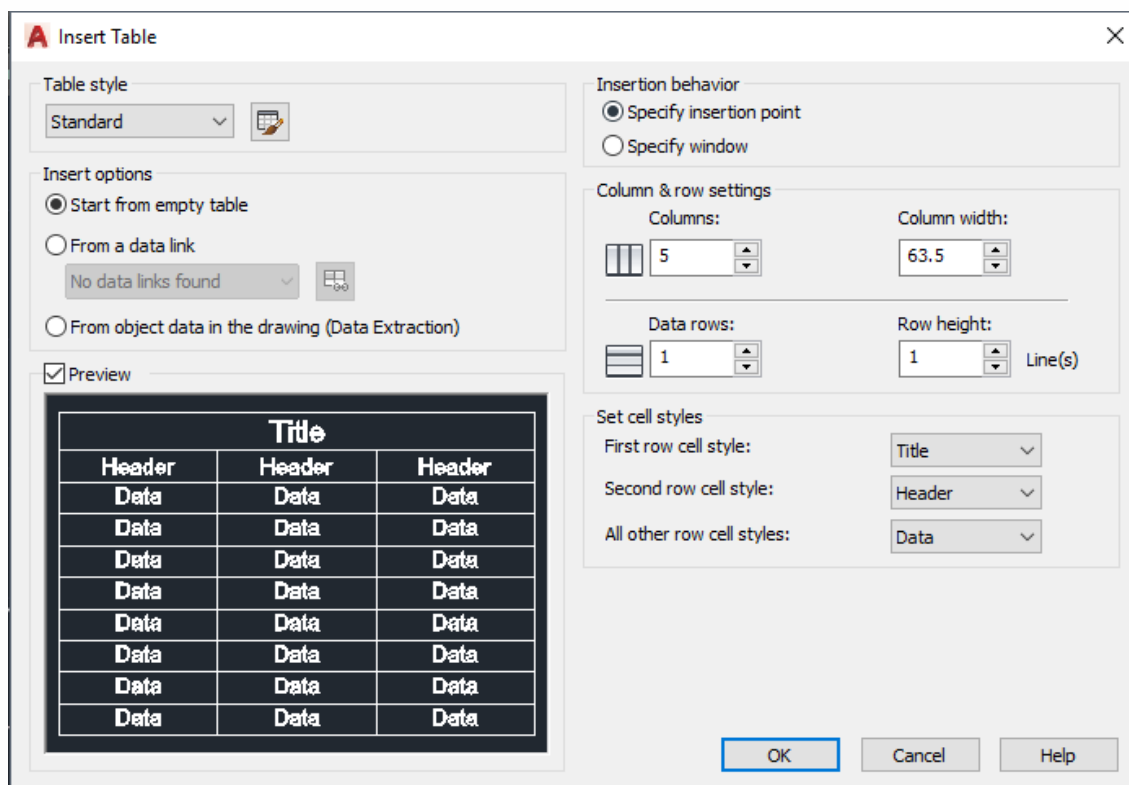 Insert Table
Table style
Standard
Insert options
Start from empty table
From a data link
No data links found
From object data in the drawing (Data Extraction)
Preview
Title
Header Header Header
Data Data Data
Data Data Data
Data Data Data
Data Data Data
Data Data Data
Data Data Data
Data Data Data
Data Data Data
Insertion behavior
Specify insertion point
Specify window
Column & row settings
Columns: Column width:
5 63.5
Data rows: Row height:
1 1 Line(s)
Set cell styles
First row cell style: Title
Second row cell style: Header
All other row cell styles: Data
OK Cancel Help